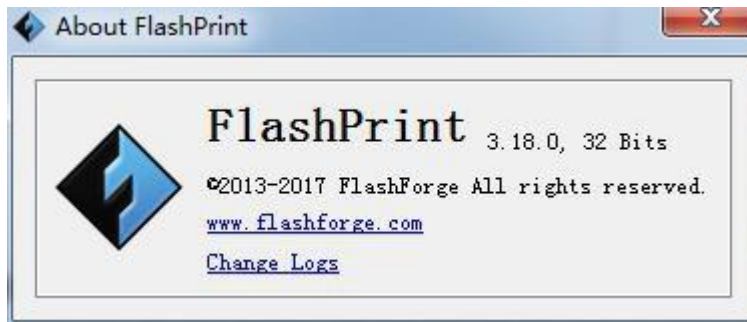 About FlashPrint
FlashPrint 3.18.0, 32 Bits
©2013-2017 FlashForge All rights reserved.
www.flashforge.com
Change Logs